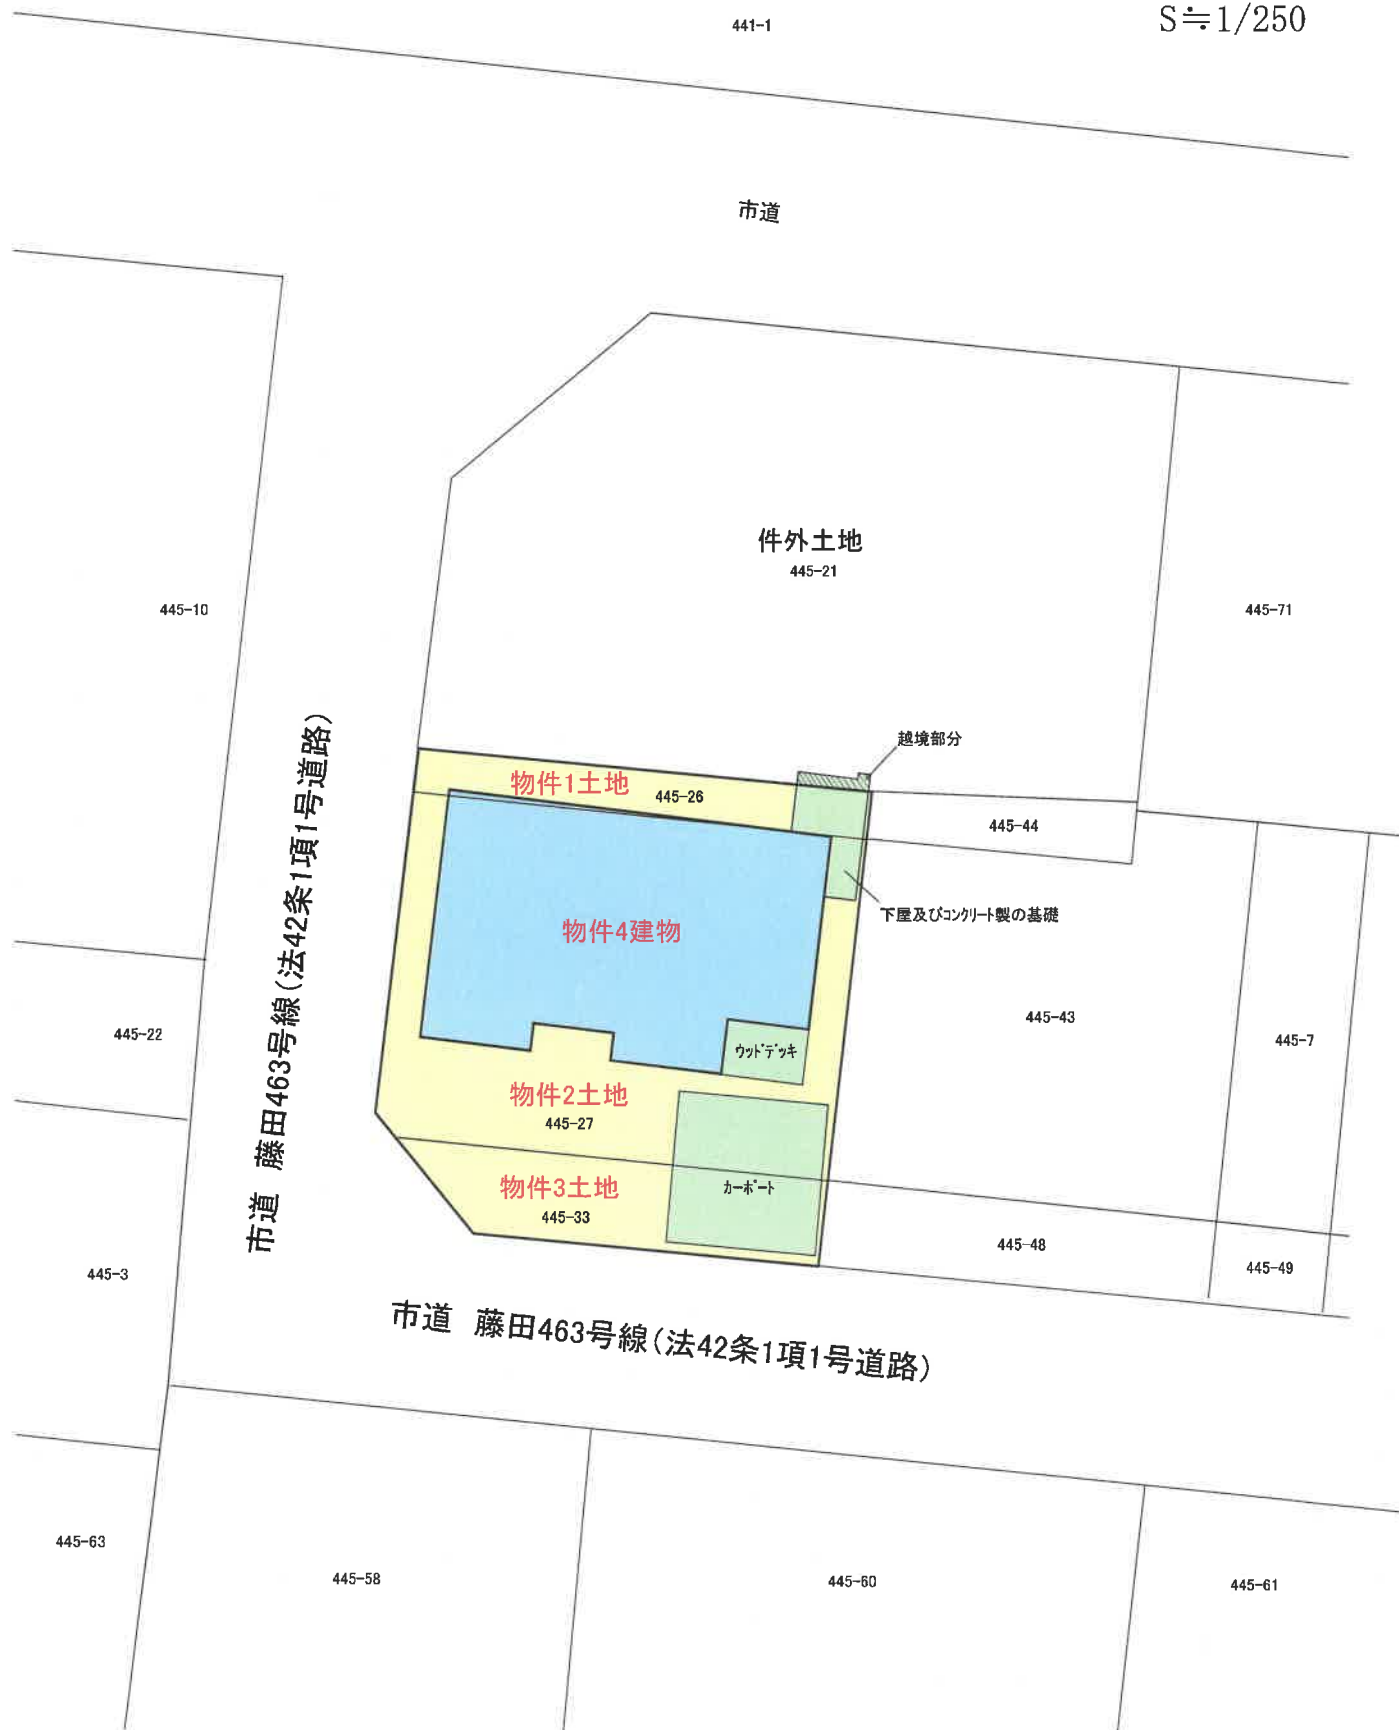 441-1
S≒1/250
市道
件外土地
445-21
445-10
445-71
越境部分
物件1土地
445-26
445-44
下屋及びコンクリート製の基礎
物件4建物
445-43
445-22
445-7
ウッドデッキ
物件2土地
445-27
市道 藤田463号線(法42条1項1号道路)
物件3土地
カーポート
445-33
445-48
445-49
445-3
市道 藤田463号線(法42条1項1号道路)
445-63
445-58
445-60
445-61